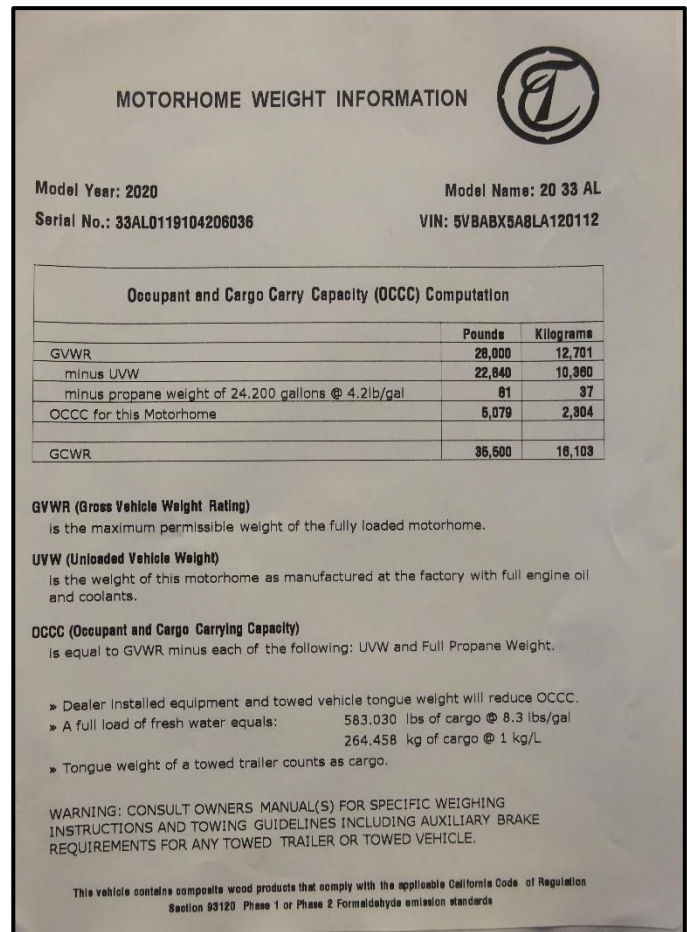 MOTORHOME WEIGHT INFORMATION
Model Year: 2020 Model Name: 20 33 AL
Serial No.: 33AL0119104206036 VIN: 5VBABX5A8LA120112
Occupant and Cargo Carry Capacity (OCCC) Computation
Pounds Kilograms
GVWR 28,000 12,701
minus UVW 22,840 10,360
minus propane weight of 24.200 gallons @ 4.2lb/gal 81 37
OCCC for this Motorhome 5,079 2,304
GCWR 35,500 16,103
GVWR (Gross Vehicle Weight Rating)
is the maximum permissible weight of the fully loaded motorhome.
UVW (Unloaded Vehicle Weight)
is the weight of this motorhome as manufactured at the factory with full engine oil
and coolants.
OCCC (Occupant and Cargo Carrying Capacity)
is equal to GVWR minus each of the following: UVW and Full Propane Weight.
» Dealer installed equipment and towed vehicle tongue weight will reduce OCCC.
» A full load of fresh water equals: 583.030 lbs of cargo @ 8.3 lbs/gal
264.458 kg of cargo @ 1 kg/L
» Tongue weight of a towed trailer counts as cargo.
WARNING: CONSULT OWNERS MANUAL(S) FOR SPECIFIC WEIGHING
INSTRUCTIONS AND TOWING GUIDELINES INCLUDING AUXILIARY BRAKE
REQUIREMENTS FOR ANY TOWED TRAILER OR TOWED VEHICLE.
This vehicle contains composite wood products that comply with the applicable California Code of Regulation
Section 93120 Phase 1 or Phase 2 Formaldehyde emission standards